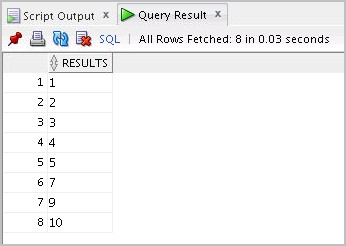 Script Output x Query Result x
SQL | All Rows Fetched: 8 in 0.03 seconds
RESULTS
1 1
2 2
3 3
4 4
5 5
6 7
7 9
8 10